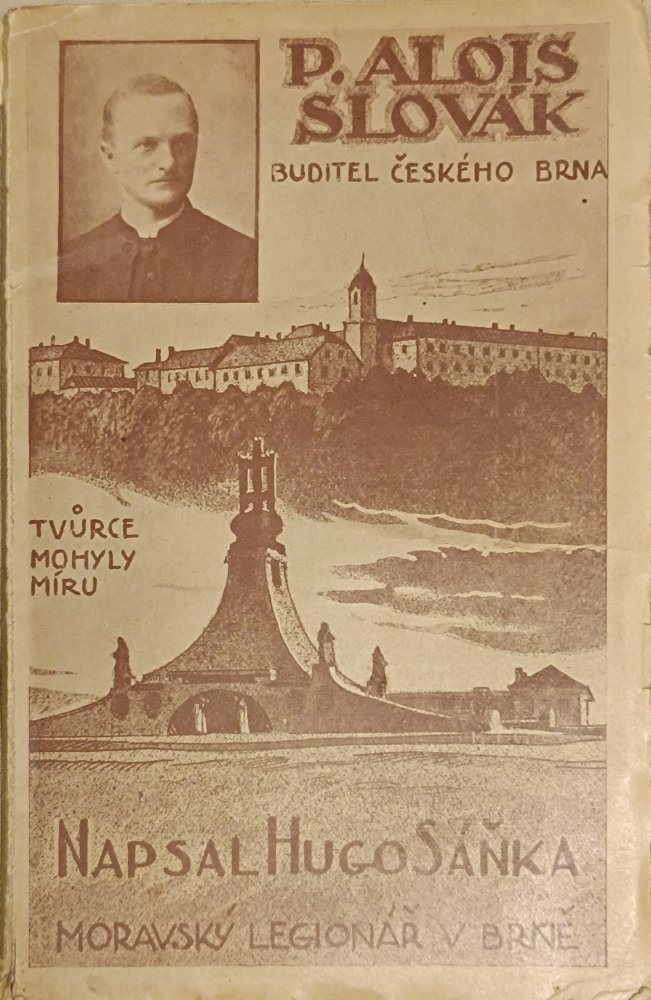 P. ALOIS
SLOVÁK
BUDITEL ČESKÉHO BRNA
TVŮRCE
MOHYLY
MÍRU
NAPSAL HUGO SÁŇKA
MORAVSKÝ LEGIONÁŘ V BRNĚ